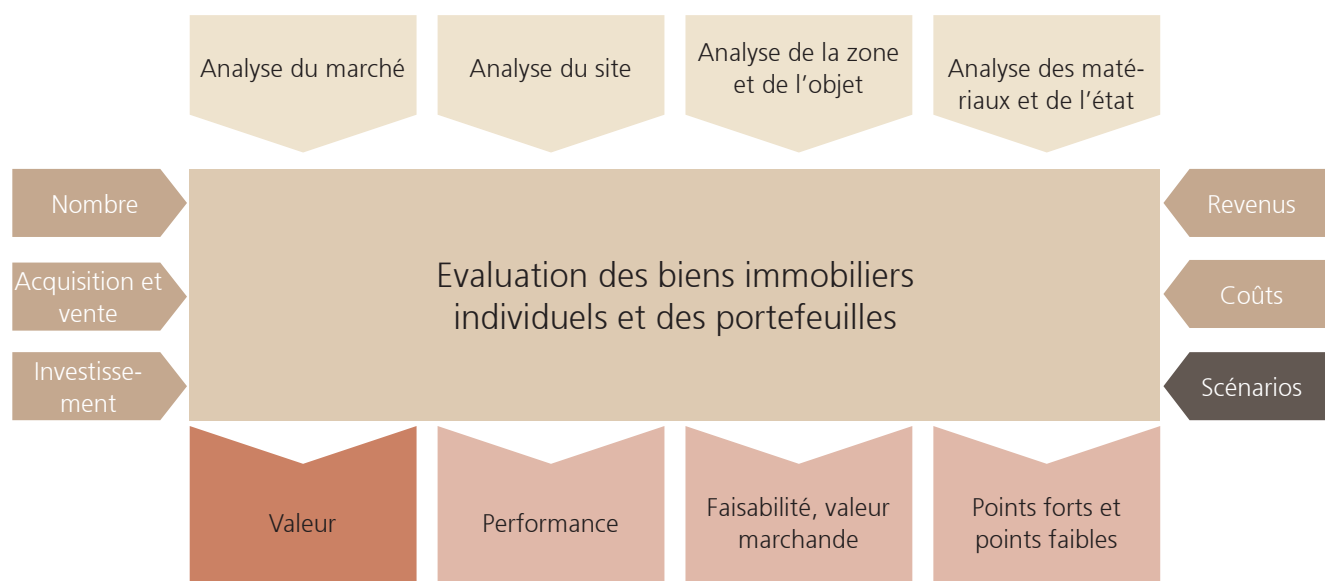 Analyse du marché
Analyse du site
Analyse de la zone
et de l'objet
Analyse des maté-
riaux et de l'état
Nombre
Acquisition et
vente
Investisse-
ment
Evaluation des biens immobiliers
individuels et des portefeuilles
Revenus
Coûts
Scénarios
Valeur
Performance
Faisabilité, valeur
marchande
Points forts et
points faibles